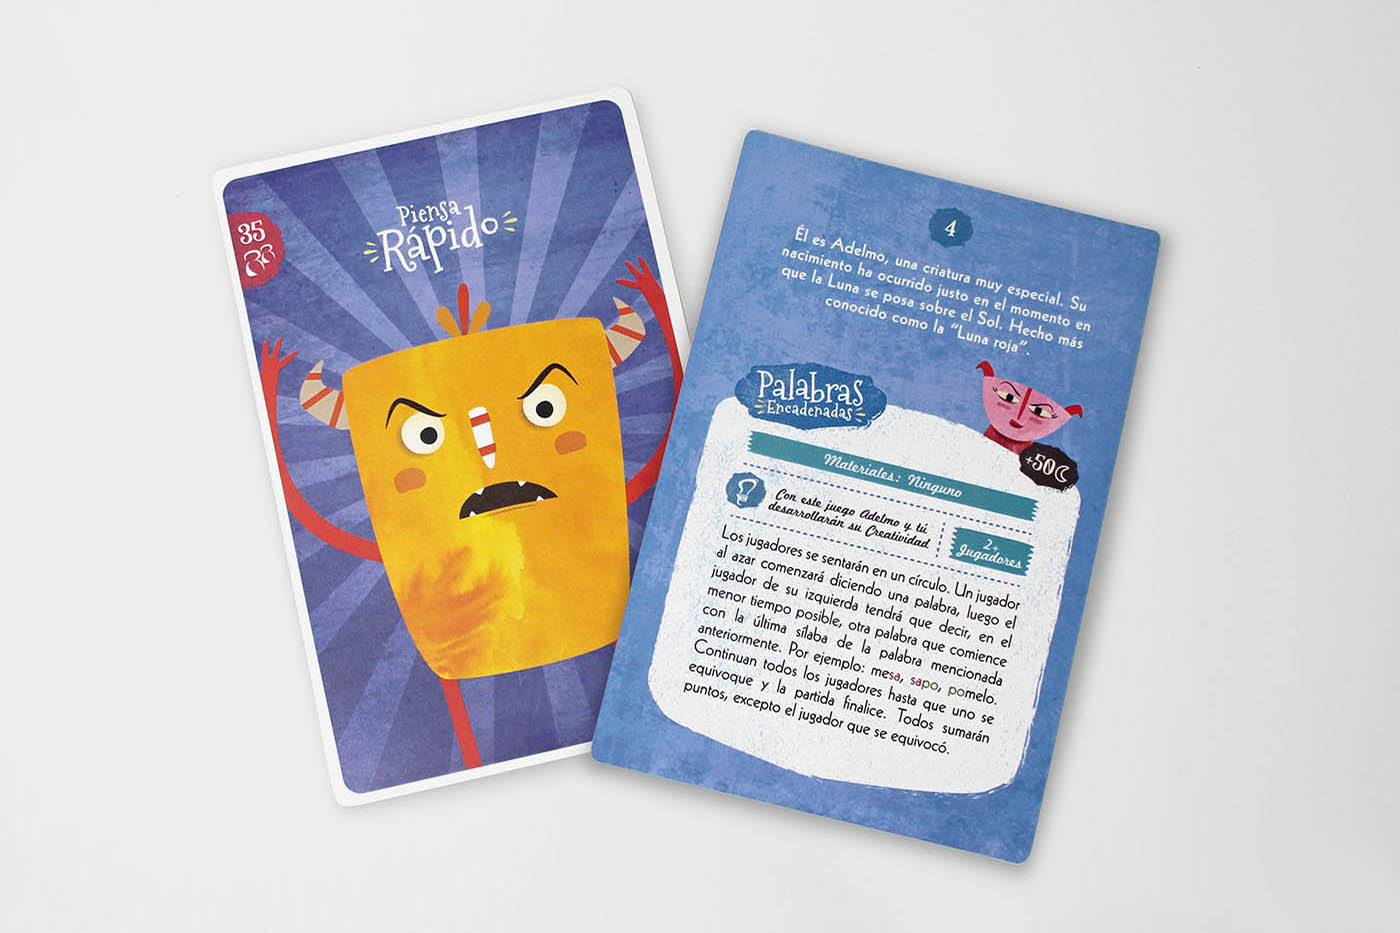 Piensa
Rápido
35
4
Él es Adelmo, una criatura muy especial. Su
nacimiento ha ocurrido justo en el momento en
que la Luna se posa sobre el Sol. Hecho más
conocido como la “Luna roja”.
Palabras
Encadenadas
+50
Materiales: Ninguno
Con este juego Adelmo y tú
desarrollarán su Creatividad
2+
Jugadores
Los jugadores se sentarán en un círculo. Un jugador
al azar comenzará diciendo una palabra, luego el
jugador de su izquierda tendrá que decir, en el
menor tiempo posible, otra palabra que comience
con la última sílaba de la palabra mencionada
anteriormente. Por ejemplo: mesa, sapo, pomelo.
Continuan todos los jugadores hasta que uno se
equivoque y la partida finalice. Todos sumarán
puntos, excepto el jugador que se equivocó.